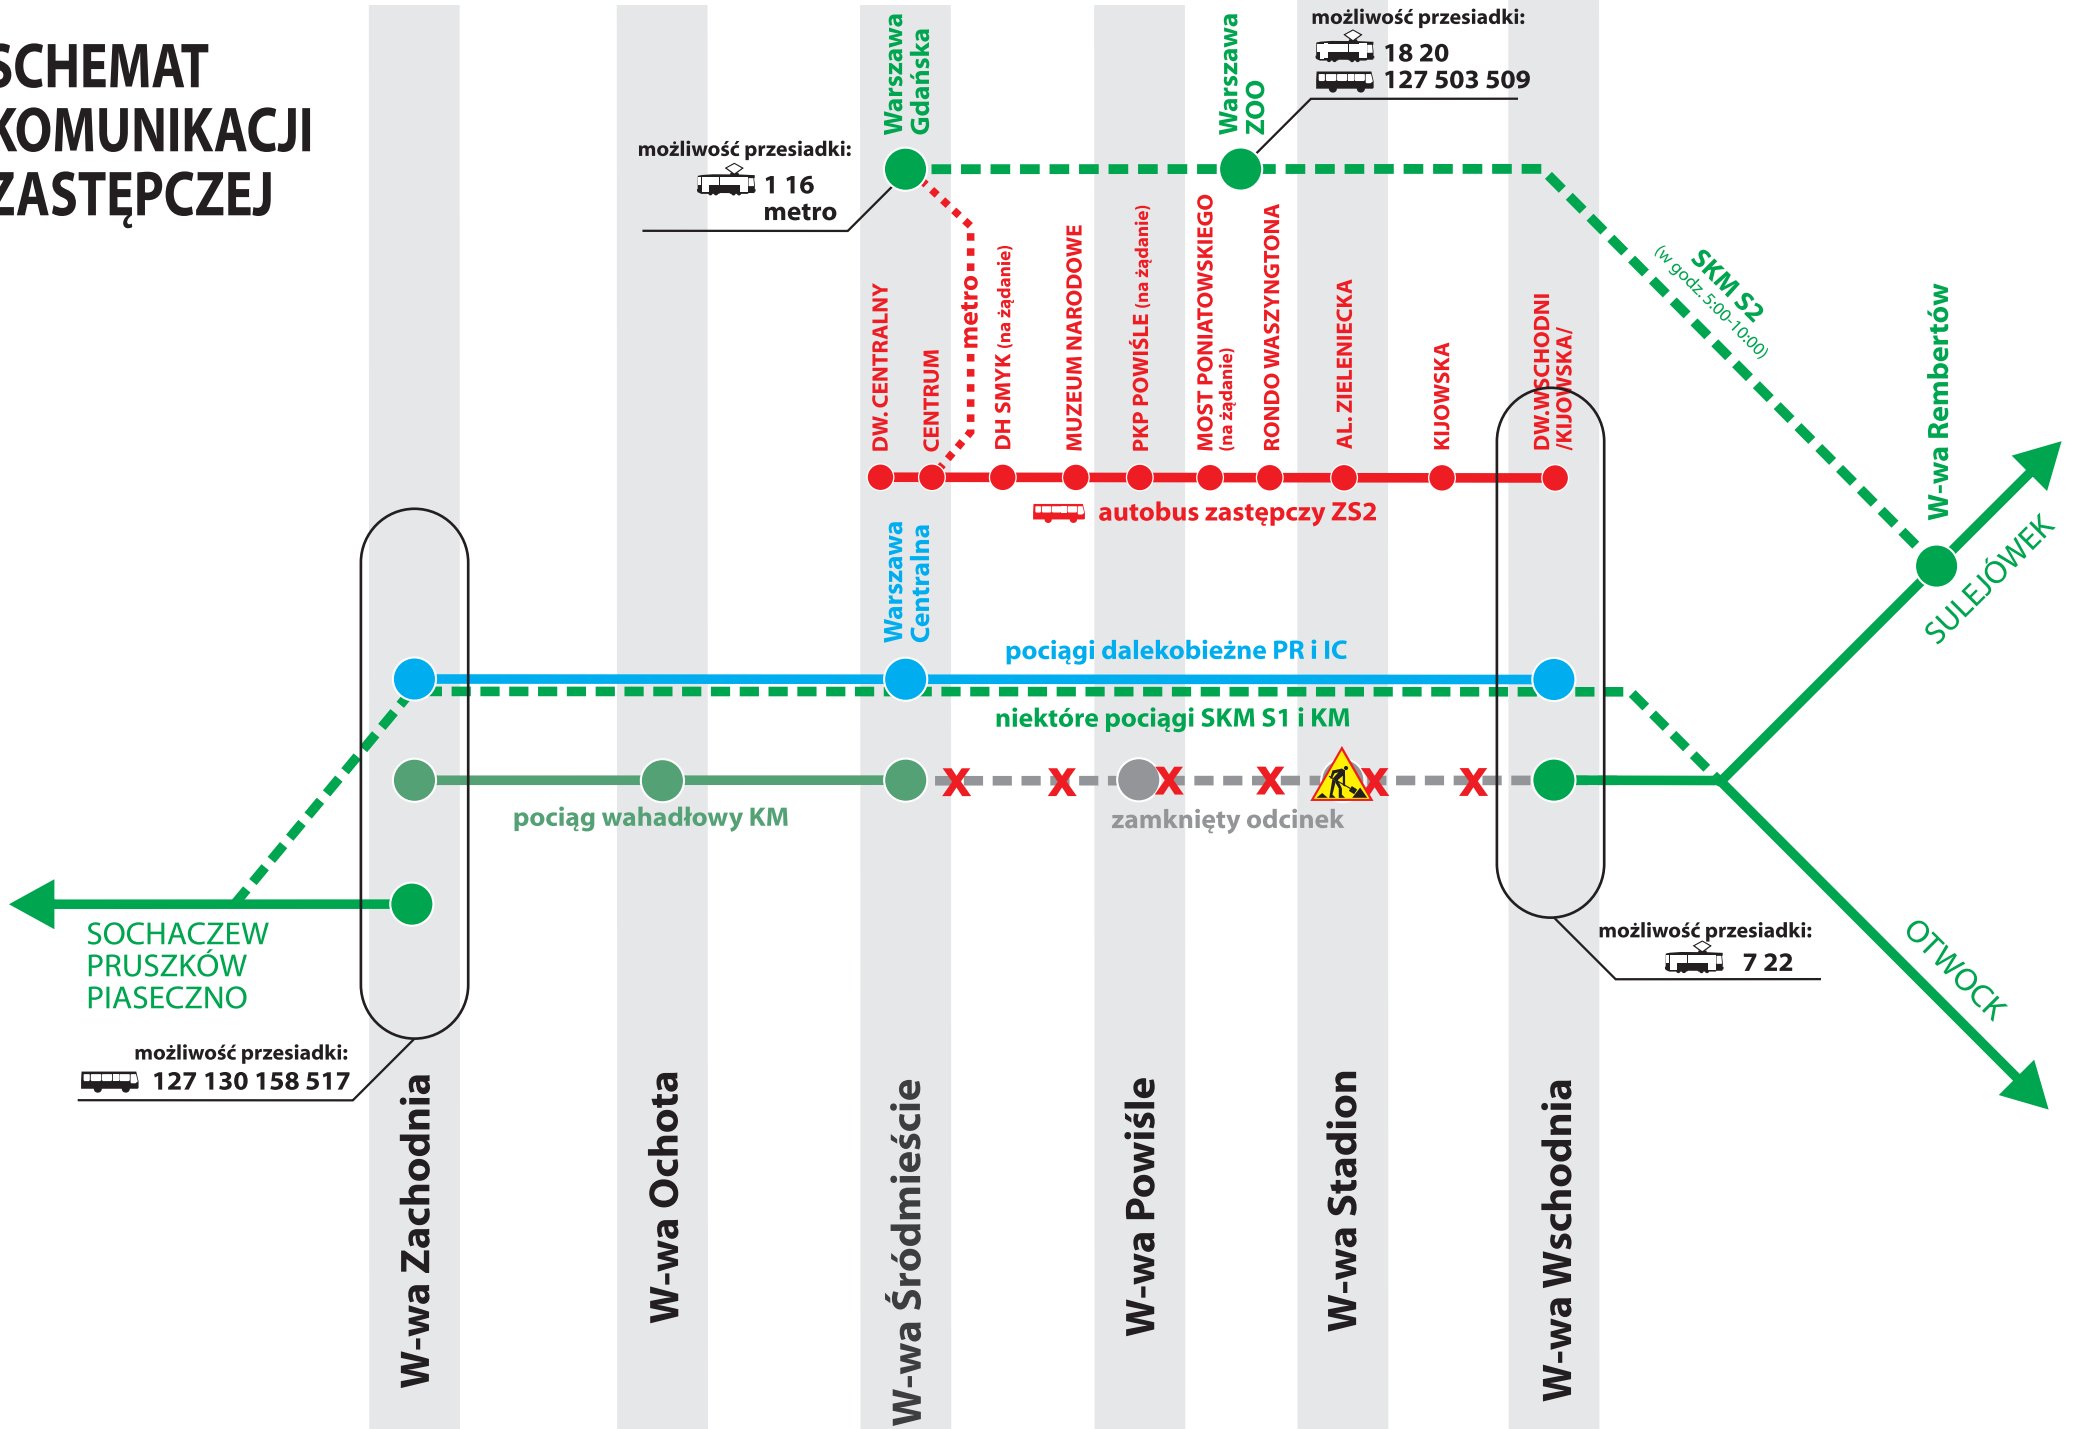 SCHEMAT
KOMUNIKACJI
ZASTĘPCZEJ
Warszawa
Gdańska
Warszawa
ZOO
możliwość przesiadki:
18 20
127 503 509
możliwość przesiadki:
1 16
metro
metro
DW. CENTRALNY
CENTRUM
DH SMYK (na żądanie)
MUZEUM NARODOWE
PKP POWIŚLE (na żądanie)
MOST PONIATOWSKIEGO
(na żądanie)
RONDO WASZYNGTONA
AL. ZIELENIECKA
KIJOWSKA
DW.WSCHODNI
/KIJOWSKA/
autobus zastępczy ZS2
SKM S2
(w godz. 5:00-10:00)
W-wa Rembertów
SULEJÓWEK
Warszawa
Centralna
pociągi dalekobieżne PR i IC
niektóre pociągi SKM S1 i KM
X X X X X X
pociąg wahadłowy KM
zamknięty odcinek
SOCHACZEW
PRUSZKÓW
PIASECZNO
możliwość przesiadki:
127 130 158 517
możliwość przesiadki:
7 22
OTWOCK
W-wa Zachodnia
W-wa Ochota
W-wa Śródmieście
W-wa Powiśle
W-wa Stadion
W-wa Wschodnia